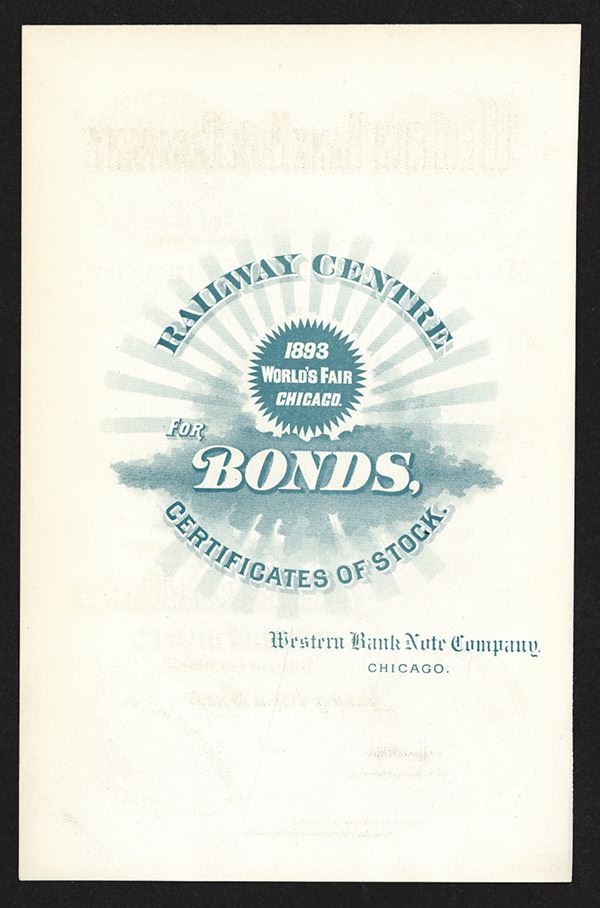 RAILWAY CENTRE
1893
WORLD'S FAIR
CHICAGO.
FOR
BONDS,
CERTIFICATES OF STOCK.
Western Bank Note Company.
CHICAGO.